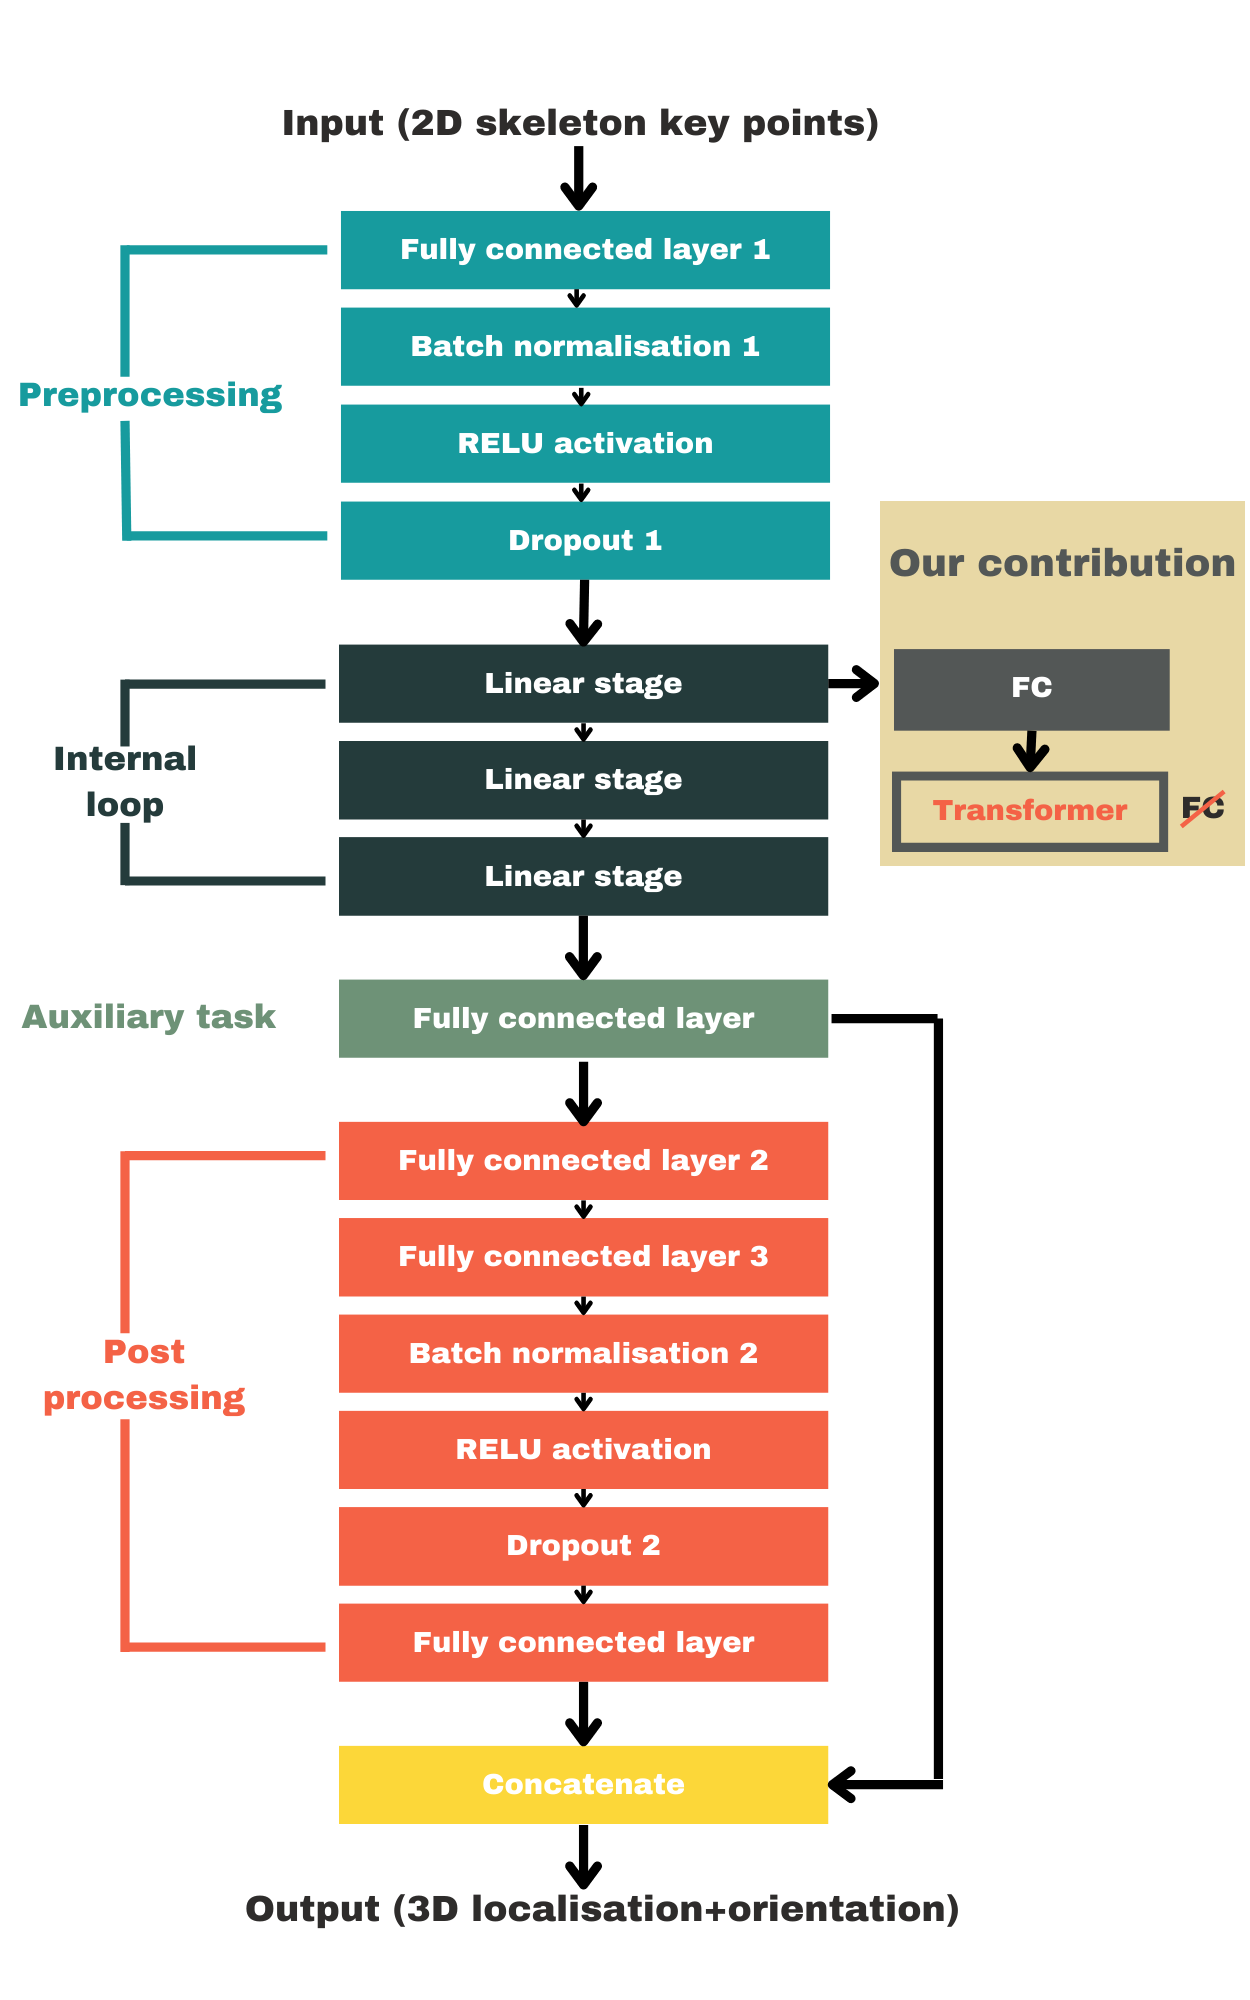 Input (2D skeleton key points)
Fully connected layer 1
Batch normalisation 1
Preprocessing
RELU activation
Dropout 1
Our contribution
Linear stage
FC
Internal
loop
Linear stage
Transformer
FC
Linear stage
Auxiliary task
Fully connected layer
Fully connected layer 2
Fully connected layer 3
Post
processing
Batch normalisation 2
RELU activation
Dropout 2
Fully connected layer
Concatenate
Output (3D localisation+orientation)